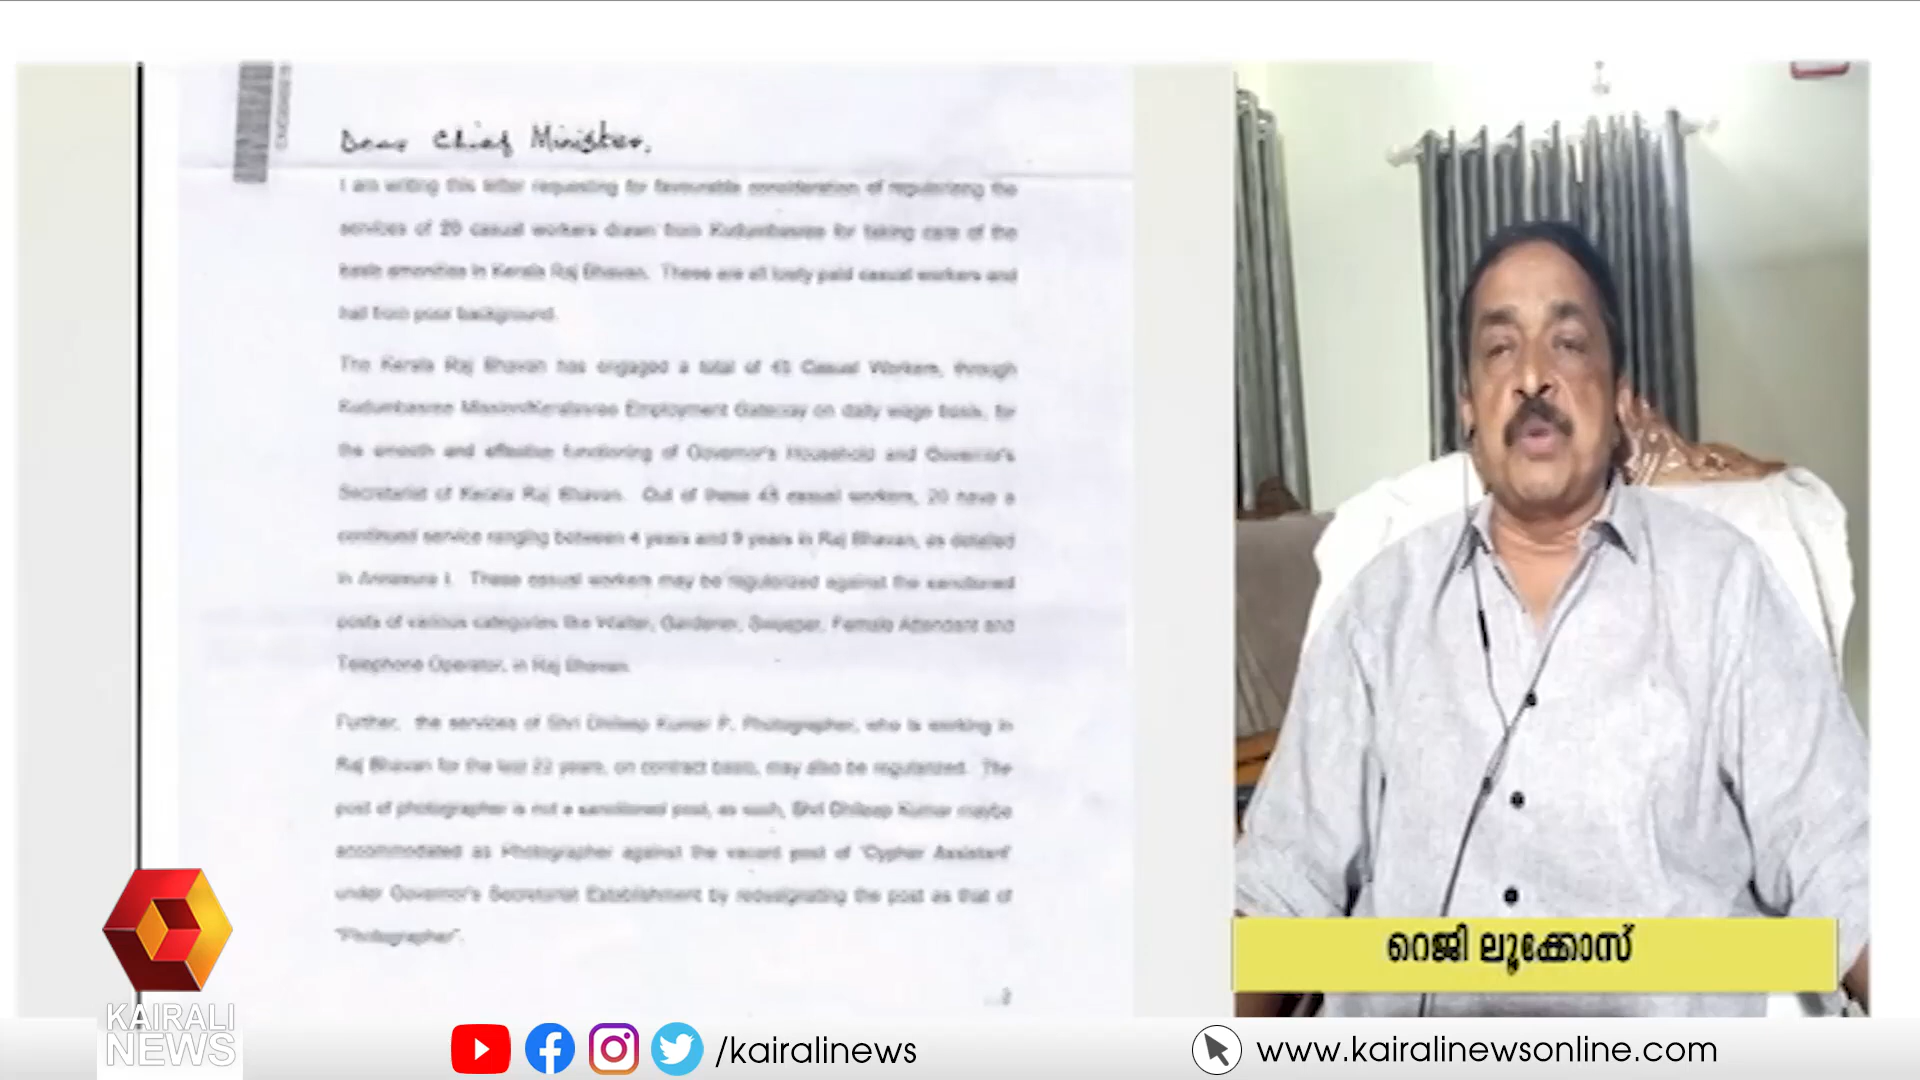 Dear Chief Minister,
I am writing this letter requesting for favourable consideration of regularizing the
services of 20 casual workers drawn from Kudumbasree for taking care of the
basic amenities in Kerala Raj Bhavan. These are all lowly paid casual workers and
hail from poor background.
The Kerala Raj Bhavan has engaged a total of 45 Casual Workers, through
Kudumbasree Mission/Keralasree Employment Gateway on daily wage basis, for
the smooth and effective functioning of Governor's Household and Governor's
Secretariat of Kerala Raj Bhavan. Out of these 45 casual workers, 20 have a
continued service ranging between 4 years and 9 years in Raj Bhavan, as detailed
in Annexure I. These casual workers may be regularized against the sanctioned
posts of various categories like Waiter, Gardener, Sweeper, Female Attendant and
Telephone Operator, in Raj Bhavan.
Further, the services of Shri Dhileep Kumar P, Photographer, who is working in
Raj Bhavan for the last 22 years, on contract basis, may also be regularized. The
post of photographer is not a sanctioned post, as such, Shri Dhileep Kumar maybe
accommodated as Photographer against the vacant post of 'Cypher Assistant'
under Governor's Secretariat Establishment by redesignating the post as that of
"Photographer".
...2
റെജി ലൂക്കോസ്
KAIRALI
NEWS
/kairalinews
www.kairalinewsonline.com